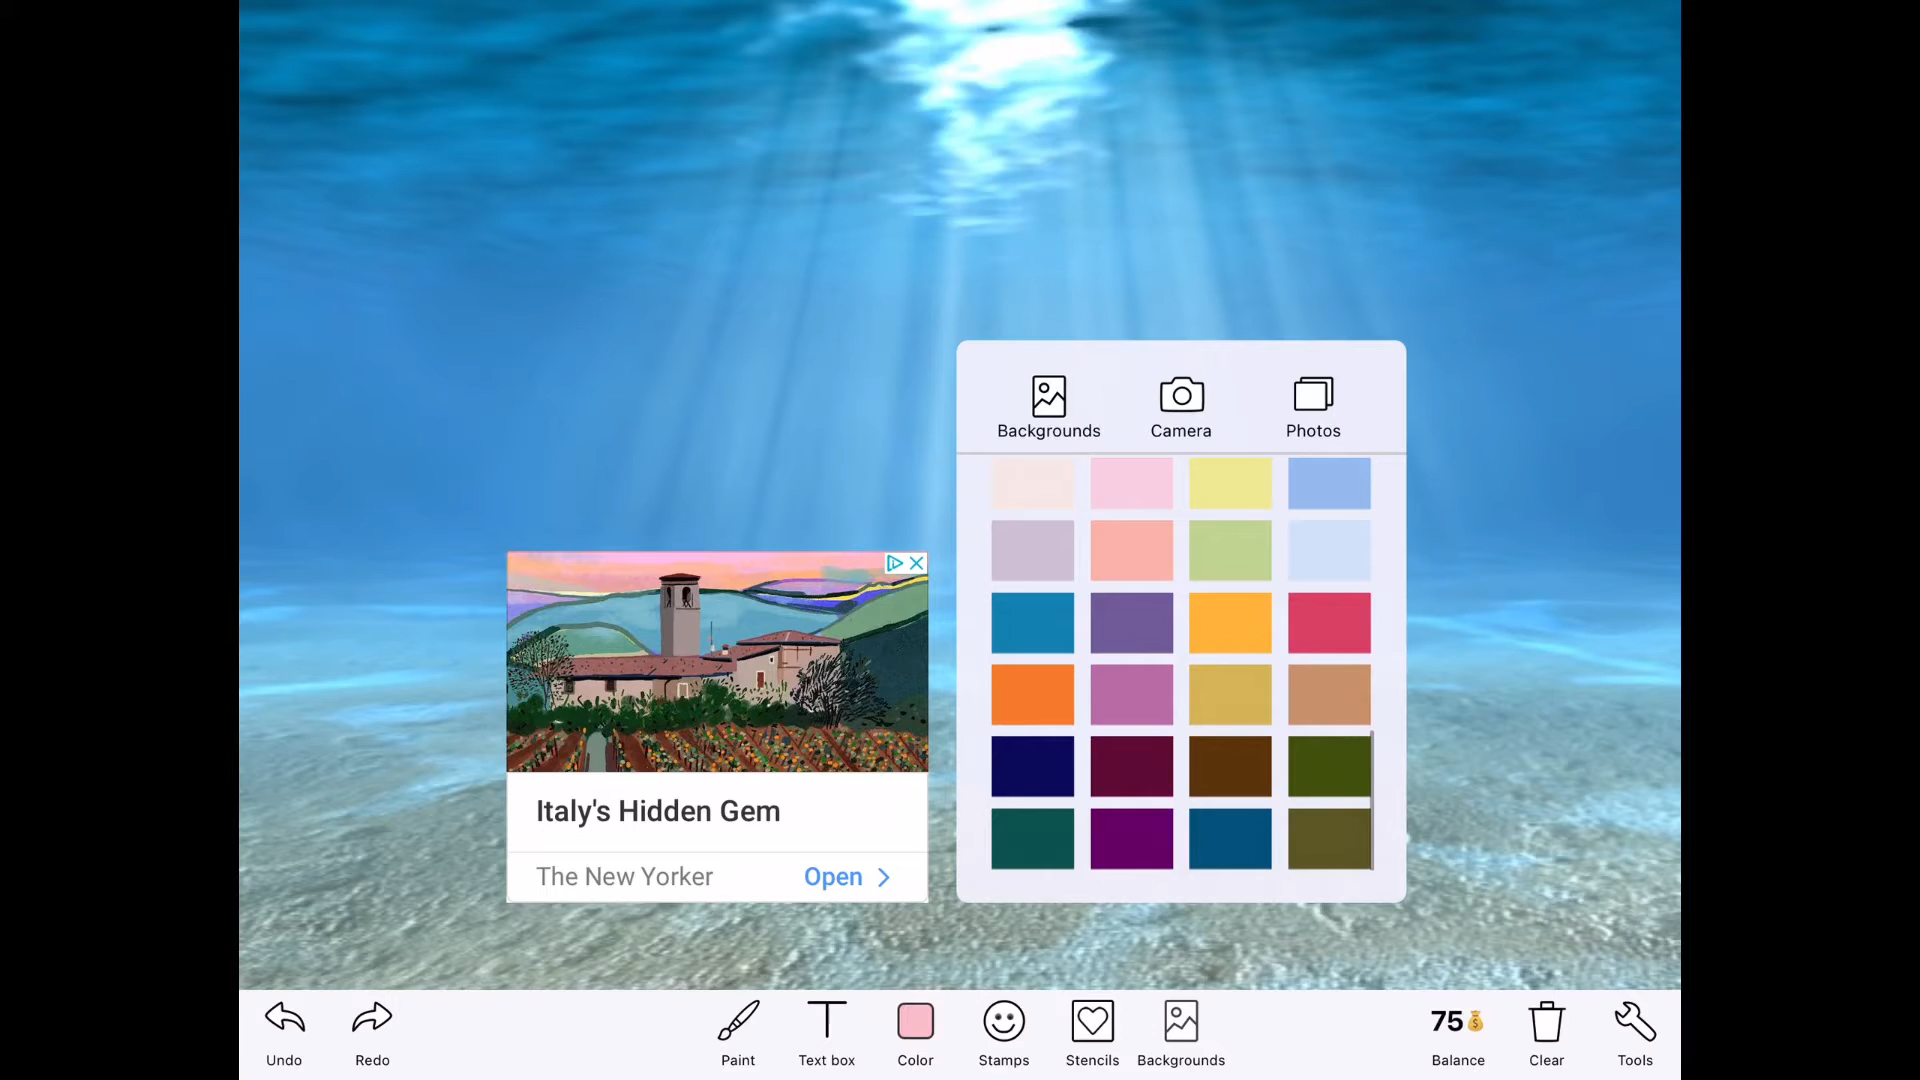 Backgrounds Camera Photos
Italy's Hidden Gem
The New Yorker Open
Undo Redo Paint Text box Color Stamps Stencils Backgrounds 75 Balance Clear Tools